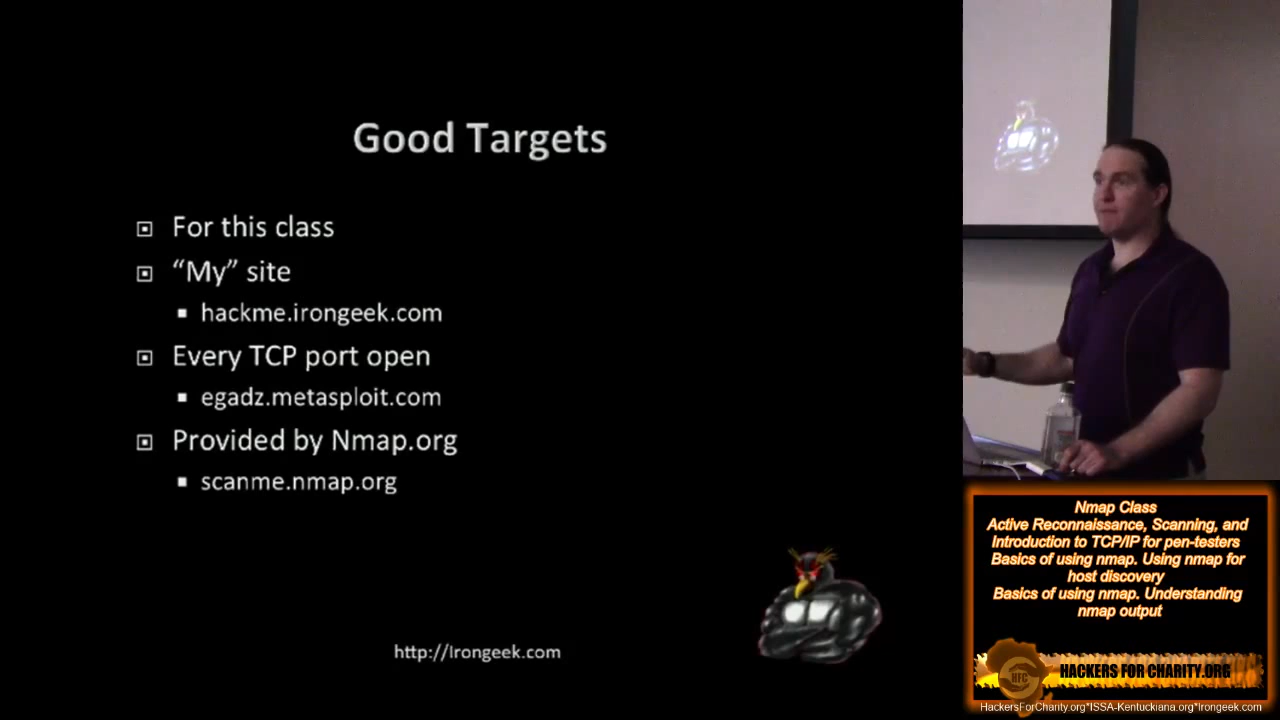 Good Targets
For this class
“My” site
hackme.irongeek.com
Every TCP port open
egadz.metasploit.com
Provided by Nmap.org
scanme.nmap.org
http://Irongeek.com
Nmap Class
Active Reconnaissance, Scanning, and
Introduction to TCP/IP for pen-testers
Basics of using nmap. Using nmap for
host discovery
Basics of using nmap. Understanding
nmap output
HFC
HACKERS FOR CHARITY.ORG
HackersForCharity.org*ISSA-Kentuckiana.org*Irongeek.com